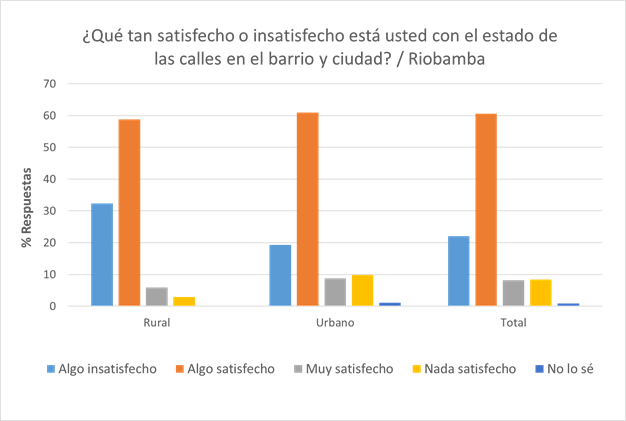 ¿Qué tan satisfecho o insatisfecho está usted con el estado de
las calles en el barrio y ciudad? / Riobamba
% Respuestas
70
60
50
40
30
20
10
0
Rural Urbano Total
Algo insatisfecho Algo satisfecho Muy satisfecho Nada satisfecho No lo sé